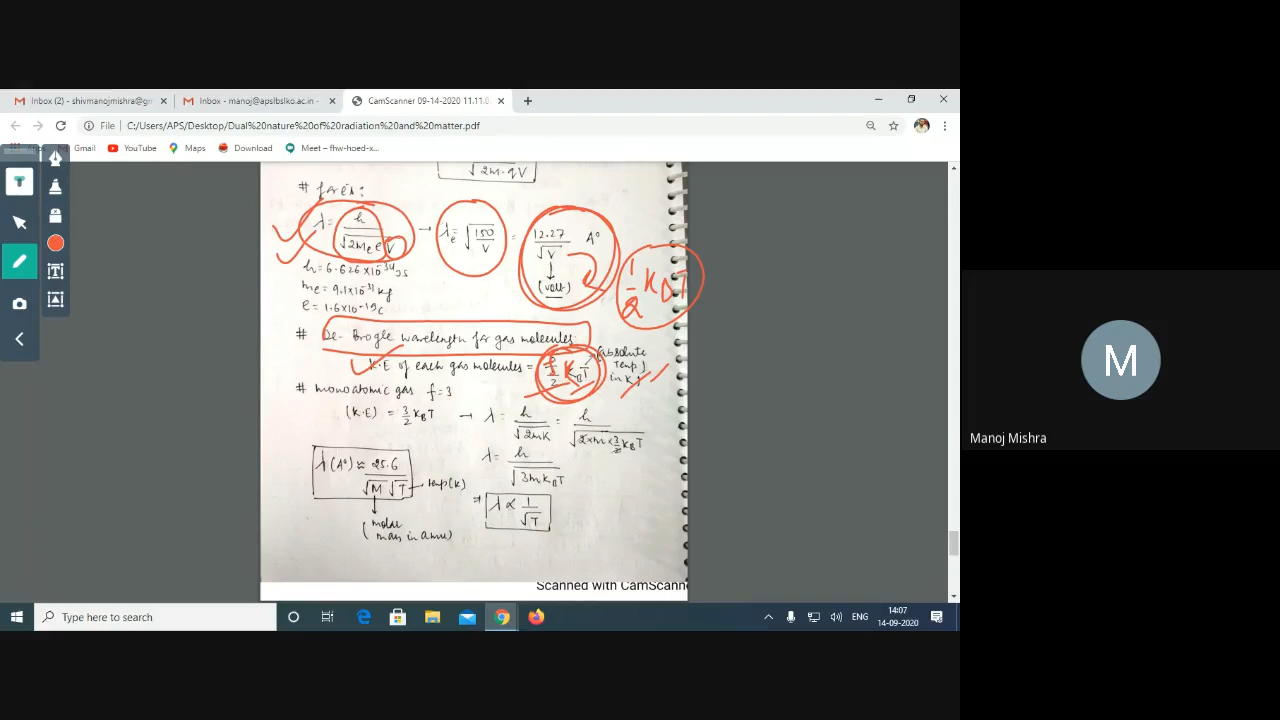 Inbox (2) - shivmanojmishra@gm
Inbox - manoj@apslbslko.ac.in -
CamScanner 09-14-2020 11.11.0
File
C:/Users/APS/Desktop/Dual%20nature%20of%20radiation%20and%20matter.pdf
Gmail
YouTube
Maps
Download
Meet – fhw-hoed-x...
√2m.qV
# for e⁻s:
λ = h / √2mₑeV → λₑ = √150/V = 12.27/√V A°
(volt)
1/2 K_BT
h = 6.626×10⁻³⁴ Js
mₑ = 9.1×10⁻³¹ kg
e = 1.6×10⁻¹⁹ C
# De-Brogle wavelength for gas molecules:
K.E of each gas molecules = f/2 K_BT (absolute Temp in K)
# monoatomic gas f=3
(K.E) = 3/2 K_BT → λ = h/√2mK = h/√2×m×3/2 K_BT
λ = h/√3mK_BT
λ(A°) ≈ 25.6/√M√T → Temp(K)
⇒ λ ∝ 1/√T
(molar mass in amu)
Scanned with CamScanne
M
Manoj Mishra
Type here to search
ENG
14:07
14-09-2020